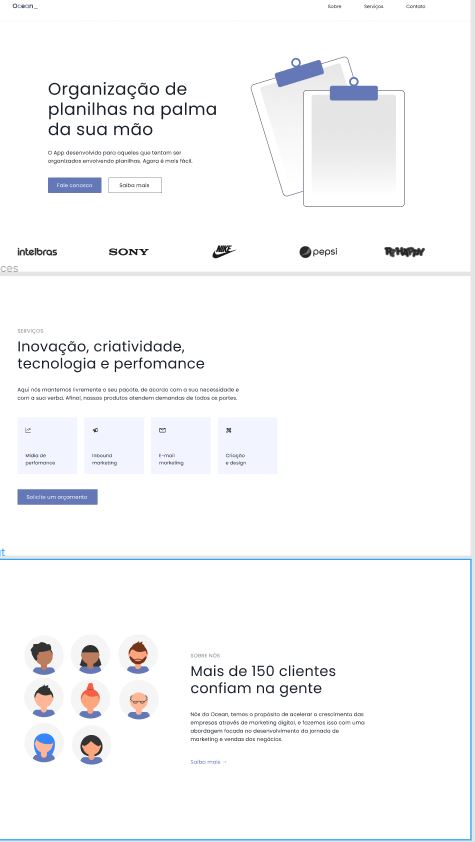 Ocean_
Sobre
Serviços
Contato
Organização de
planilhas na palma
da sua mão
O App desenvolvido para aqueles que tentam ser
organizados envolvendo planilhas. Agora é mais fácil.
Fale conosco
Saiba mais
intelbras
SONY
NIKE
pepsi
ces
SERVIÇOS
Inovação, criatividade,
tecnologia e perfomance
Aqui nós mantemos livremente o seu pacote, de acordo com a sua necessidade e
com a sua verba. Afinal, nossos produtos atendem demandas de todos os portes.
Mídia de
perfomance
Inbound
marketing
E-mail
marketing
Criação
e design
Solicite um orçamento
t
SOBRE NÓS
Mais de 150 clientes
confiam na gente
Nós da Ocean, temos o propósito de acelerar o crescimento das
empresas através de marketing digital, e fazemos isso com uma
abordagem focada no desenvolvimento da jornada de
marketing e vendas dos negócios.
Saiba mais →